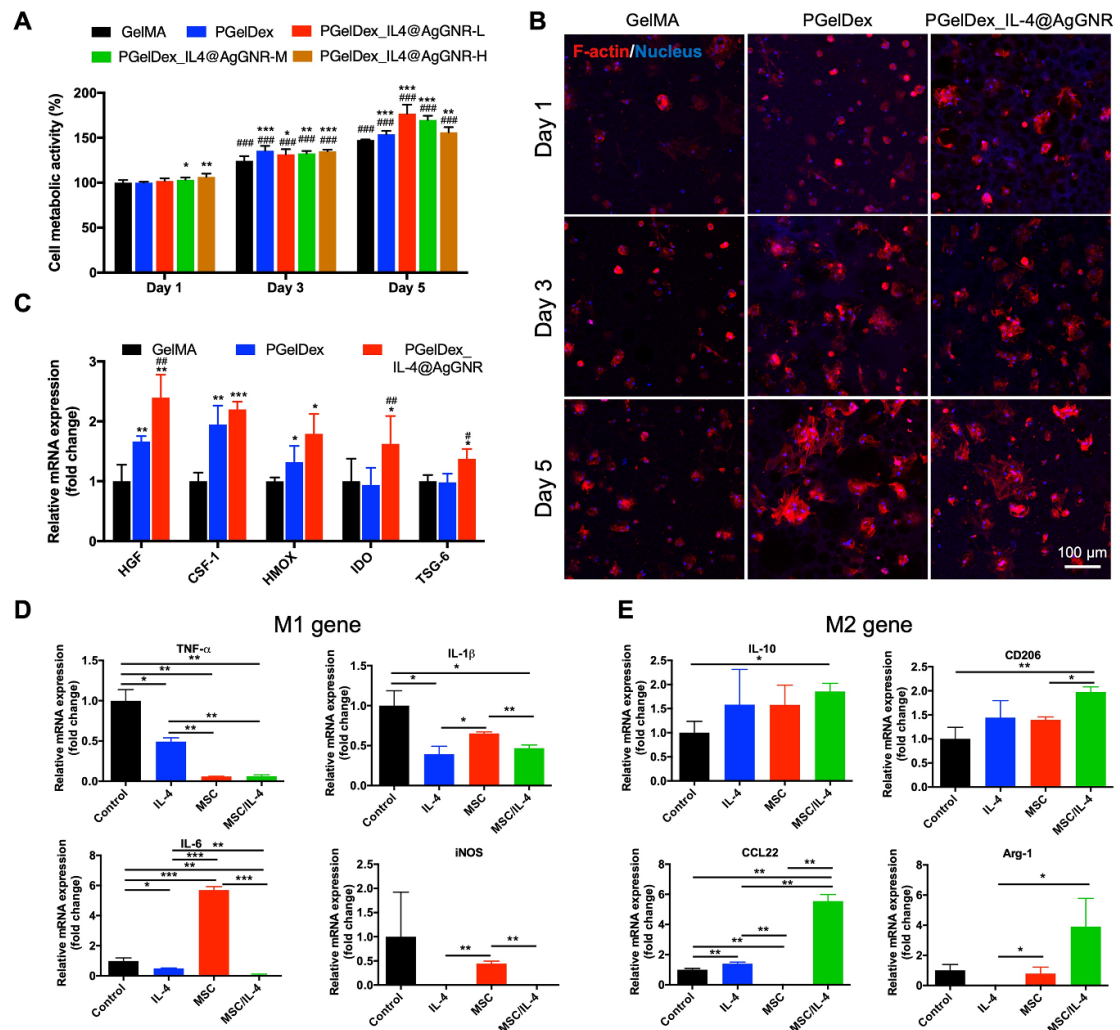 A
GelMA PGelDex PGelDex_IL4@AgGNR-L
PGelDex_IL4@AgGNR-M PGelDex_IL4@AgGNR-H
Cell metabolic activity (%)
200
150
100
50
0
* ** ### *** ### * ### ** ### *** ### ### *** ### *** ### *** ### ** ###
Day 1 Day 3 Day 5
B
GelMA PGelDex PGelDex_IL-4@AgGNR
F-actin/Nucleus
Day 1
Day 3
Day 5
100 µm
C
GelMA PGelDex PGelDex_
IL-4@AgGNR
Relative mRNA expression
(fold change)
3
2
1
0
** ## ** ** *** * * ## * # *
HGF CSF-1 HMOX IDO TSG-6
D
M1 gene
TNF-α
Relative mRNA expression
(fold change)
1.5
1.0
0.5
0.0
**
**
*
**
**
Control IL-4 MSC MSC/IL-4
IL-1β
Relative mRNA expression
(fold change)
1.5
1.0
0.5
0.0
*
*
*
**
Control IL-4 MSC MSC/IL-4
IL-6
Relative mRNA expression
(fold change)
8
6
4
2
0
**
***
**
***
***
*
Control IL-4 MSC MSC/IL-4
iNOS
Relative mRNA expression
(fold change)
2.5
2.0
1.5
1.0
0.5
0.0
**
**
Control IL-4 MSC MSC/IL-4
E
M2 gene
IL-10
Relative mRNA expression
(fold change)
2.5
2.0
1.5
1.0
0.5
0.0
*
Control IL-4 MSC MSC/IL-4
CD206
Relative mRNA expression
(fold change)
2.5
2.0
1.5
1.0
0.5
0.0
**
*
Control IL-4 MSC MSC/IL-4
CCL22
Relative mRNA expression
(fold change)
8
6
4
2
0
**
**
**
**
**
**
Control IL-4 MSC MSC/IL-4
Arg-1
Relative mRNA expression
(fold change)
8
6
4
2
0
*
*
Control IL-4 MSC MSC/IL-4